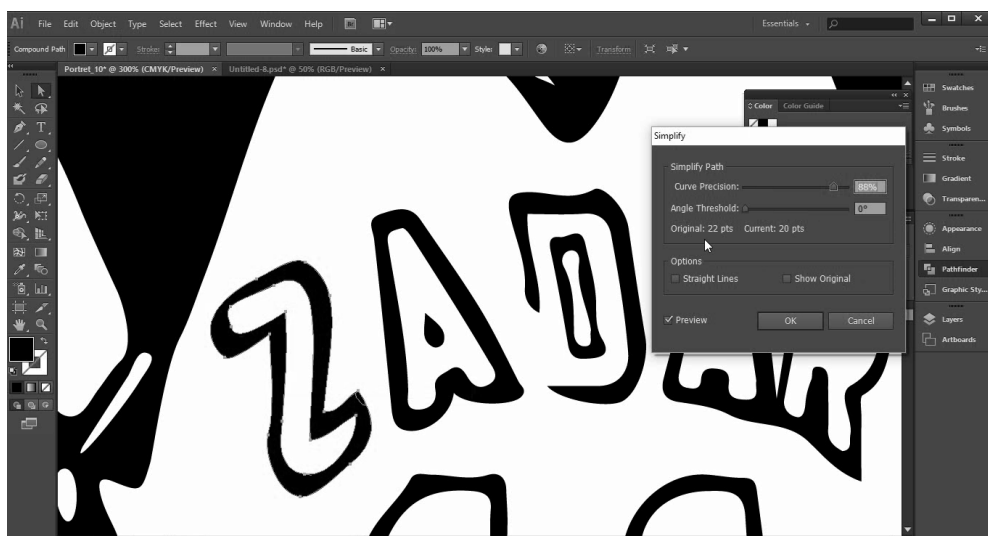 Ai File Edit Object Type Select Effect View Window Help Br Essentials
Compound Path Stroke: Basic Opacity: 100% Style: Transform
Portret_10* @ 300% (CMYK/Preview) × Untitled-8.psd* @ 50% (RGB/Preview) ×
Color Color Guide
Simplify
Simplify Path
Curve Precision: 88%
Angle Threshold: 0°
Original: 22 pts Current: 20 pts
Options
Straight Lines Show Original
Preview OK Cancel
ZADAR
Swatches
Brushes
Symbols
Stroke
Gradient
Transparen...
Appearance
Align
Pathfinder
Graphic Sty...
Layers
Artboards